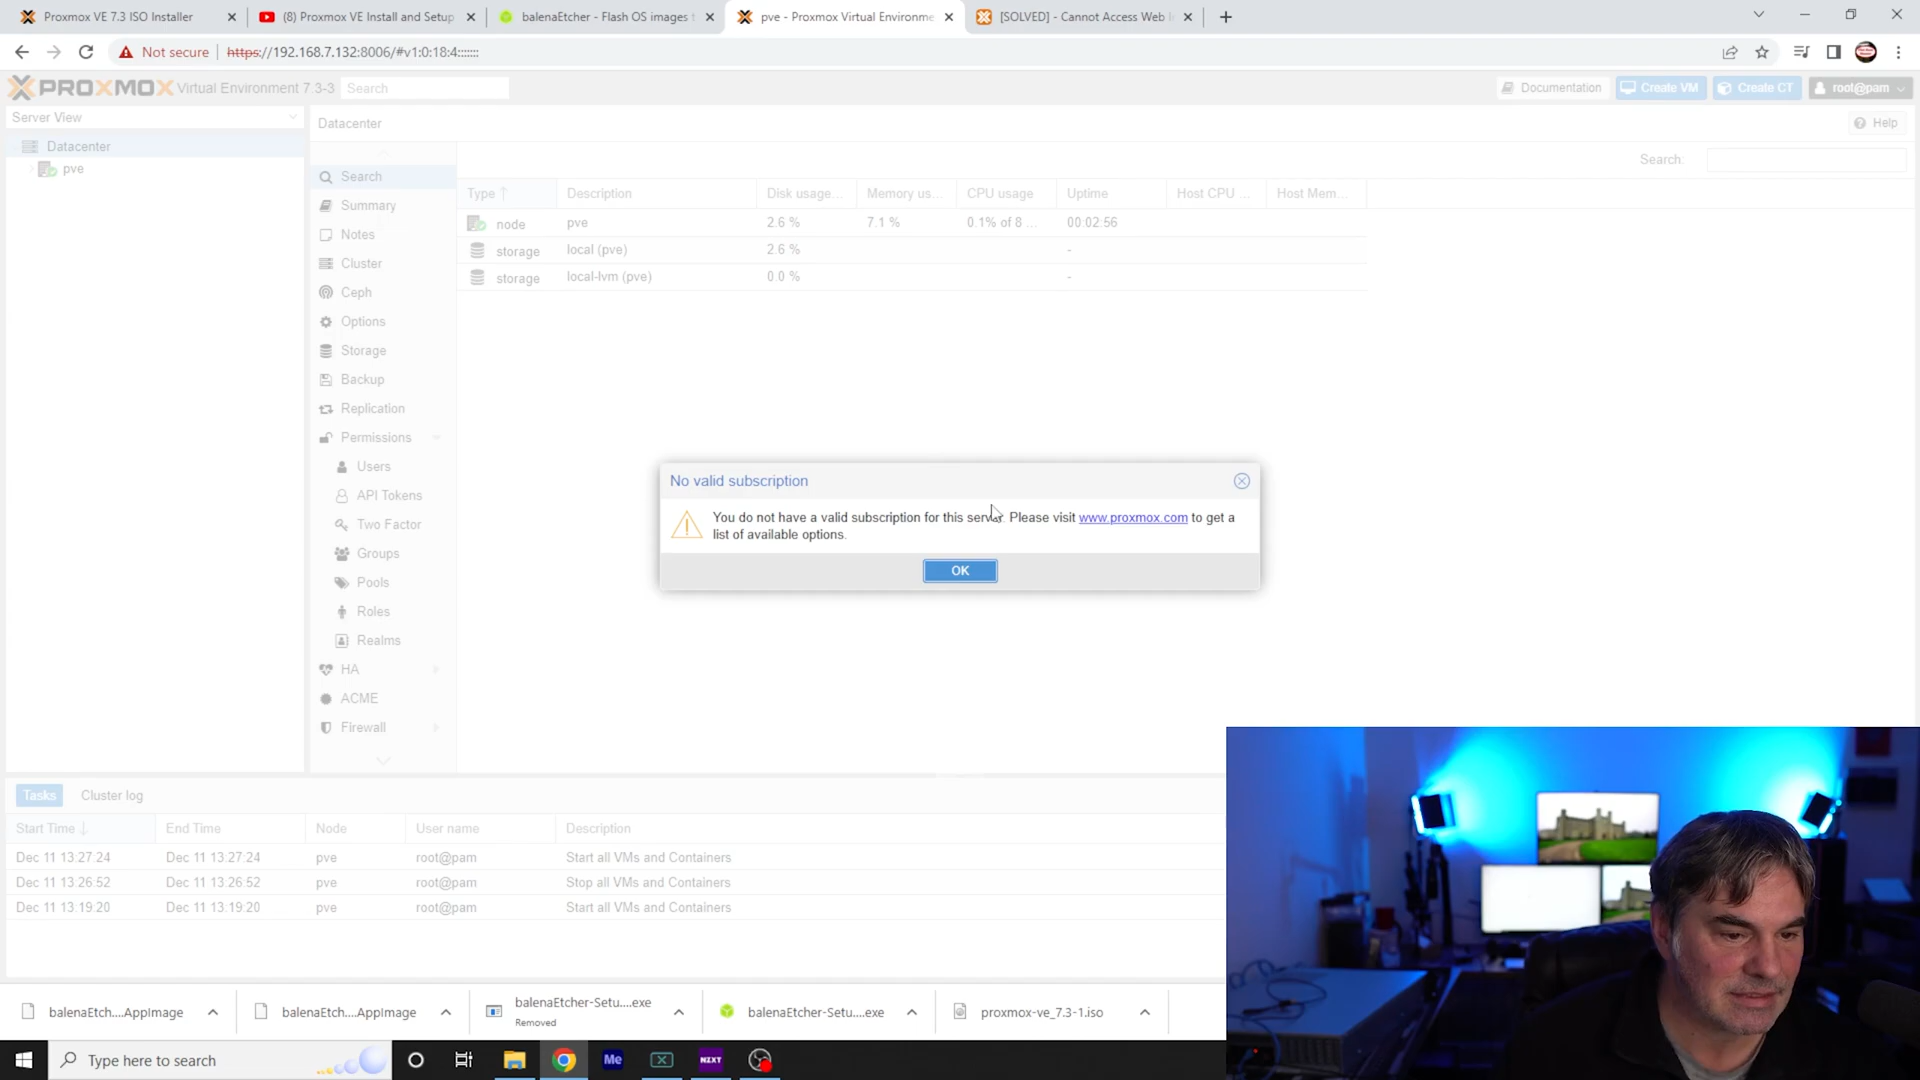 Proxmox VE 7.3 ISO Installer
(8) Proxmox VE Install and Setup
balenaEtcher - Flash OS images t
pve - Proxmox Virtual Environme
[SOLVED] - Cannot Access Web I
Not secure
https://192.168.7.132:8006/#v1:0:18:4:::::::
PROXMOX Virtual Environment 7.3-3
Search
Documentation
Create VM
Create CT
root@pam
Server View
Datacenter
Help
Datacenter
pve
Search:
Search
Summary
Notes
Cluster
Ceph
Options
Storage
Backup
Replication
Permissions
Users
API Tokens
Two Factor
Groups
Pools
Roles
Realms
HA
ACME
Firewall
Type Description Disk usage... Memory us... CPU usage Uptime Host CPU ... Host Mem...
node pve 2.6 % 7.1 % 0.1% of 8 ... 00:02:56
storage local (pve) 2.6 % -
storage local-lvm (pve) 0.0 % -
No valid subscription
You do not have a valid subscription for this Please visit www.proxmox.com to get a
list of available options.
OK
Tasks
Cluster log
Start Time End Time Node User name Description
Dec 11 13:27:24 Dec 11 13:27:24 pve root@pam Start all VMs and Containers
Dec 11 13:26:52 Dec 11 13:26:52 pve root@pam Stop all VMs and Containers
Dec 11 13:19:20 Dec 11 13:19:20 pve root@pam Start all VMs and Containers
balenaEtch....AppImage
balenaEtch....AppImage
balenaEtcher-Setu....exe
Removed
balenaEtcher-Setu....exe
proxmox-ve_7.3-1.iso
Type here to search
Me
NZXT